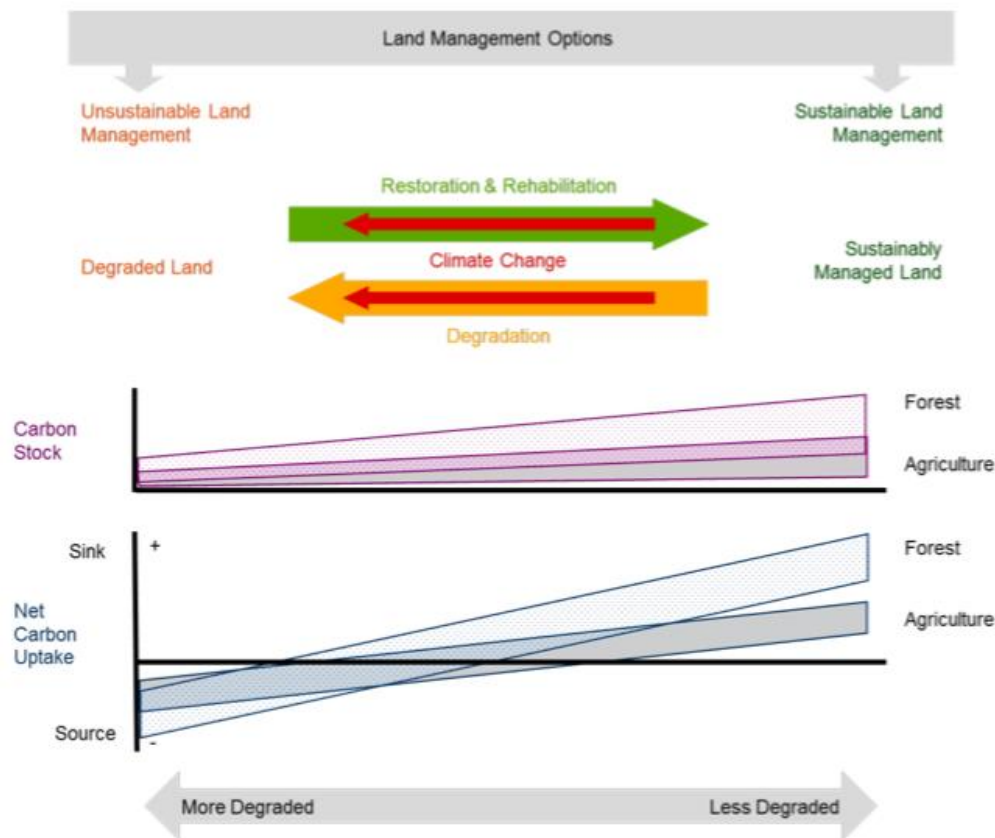 Land Management Options
Unsustainable Land
Management
Sustainable Land
Management
Restoration & Rehabilitation
Degraded Land
Climate Change
Sustainably
Managed Land
Degradation
Carbon
Stock
Forest
Agriculture
Sink
+
Forest
Net
Carbon
Uptake
Agriculture
Source
-
More Degraded
Less Degraded